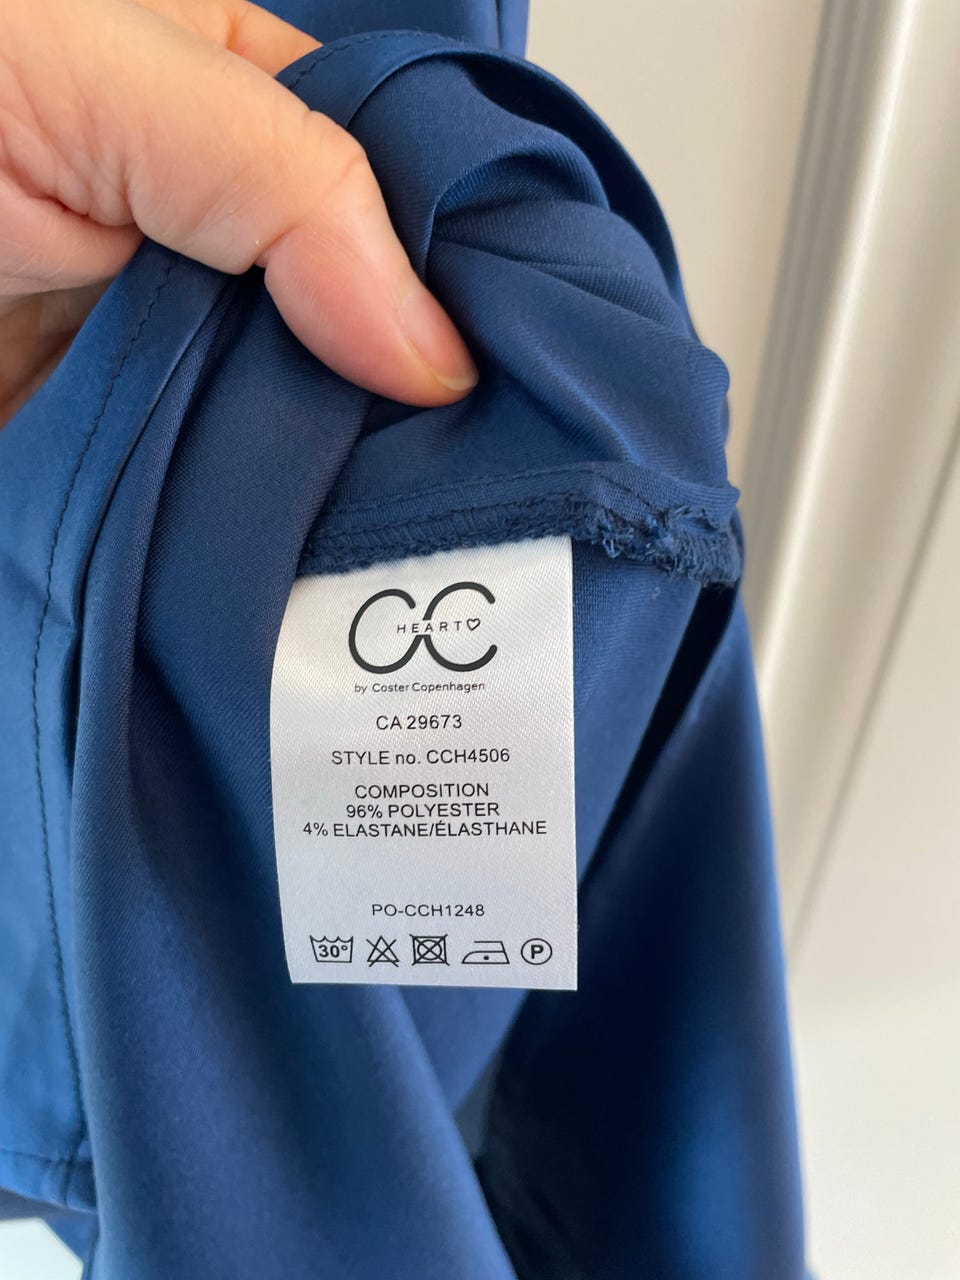 CC
HEART♡
by Coster Copenhagen
CA 29673
STYLE no. CCH4506
COMPOSITION
96% POLYESTER
4% ELASTANE/ÉLASTHANE
PO-CCH1248
30° P